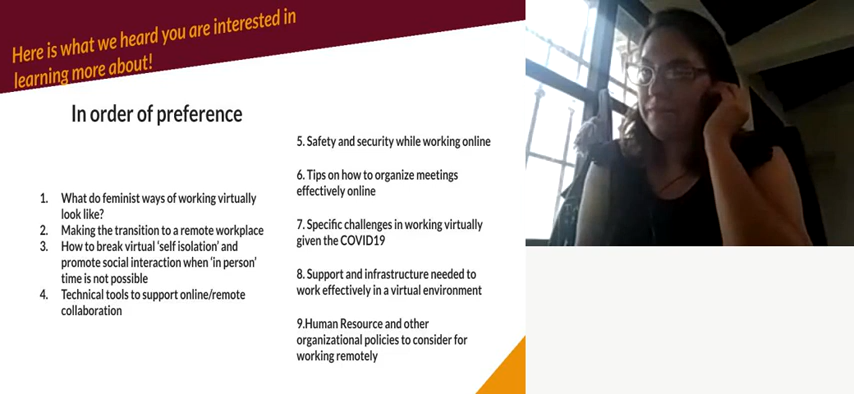 Here is what we heard you are interested in
learning more about!
In order of preference
1. What do feminist ways of working virtually
look like?
2. Making the transition to a remote workplace
3. How to break virtual 'self isolation' and
promote social interaction when 'in person'
time is not possible
4. Technical tools to support online/remote
collaboration
5. Safety and security while working online
6. Tips on how to organize meetings
effectively online
7. Specific challenges in working virtually
given the COVID19
8. Support and infrastructure needed to
work effectively in a virtual environment
9.Human Resource and other
organizational policies to consider for
working remotely